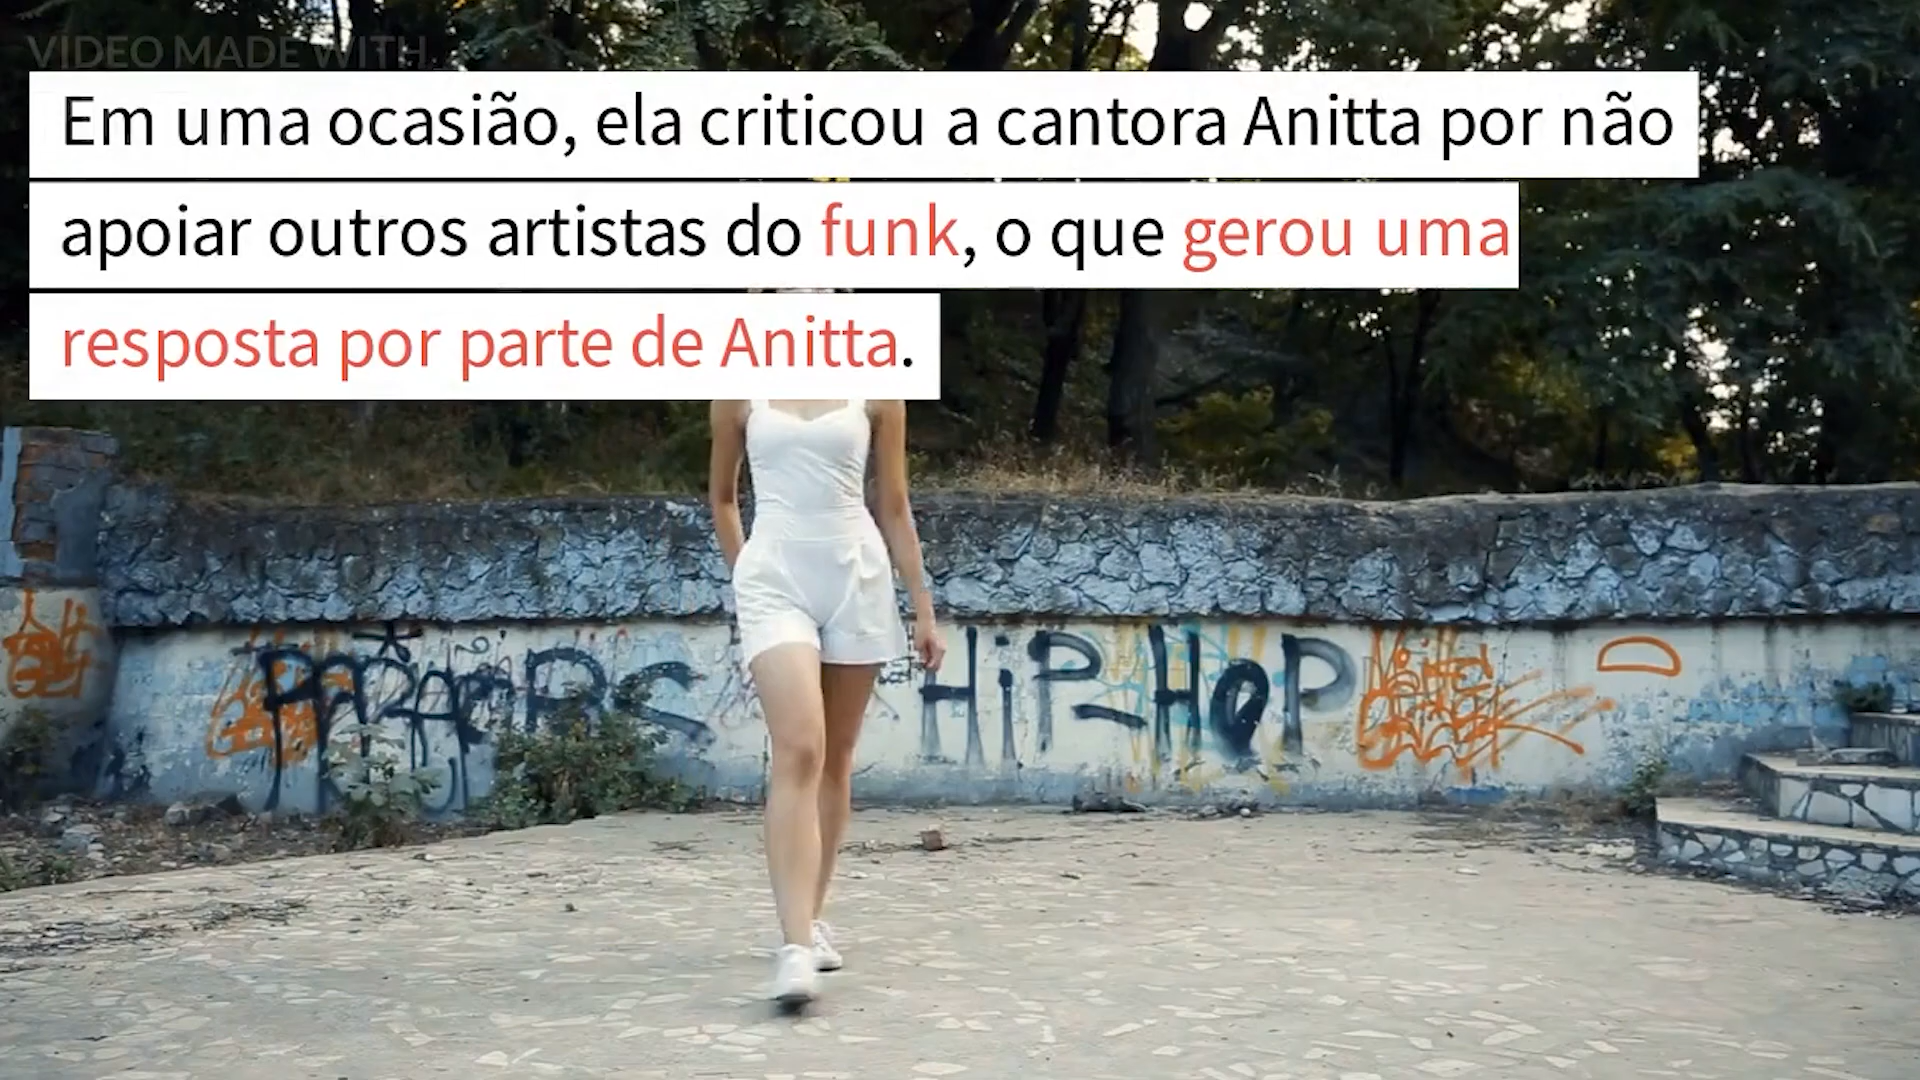 VIDEO MADE WITH
Em uma ocasião, ela criticou a cantora Anitta por não
apoiar outros artistas do funk, o que gerou uma
resposta por parte de Anitta.
HiP-HOP